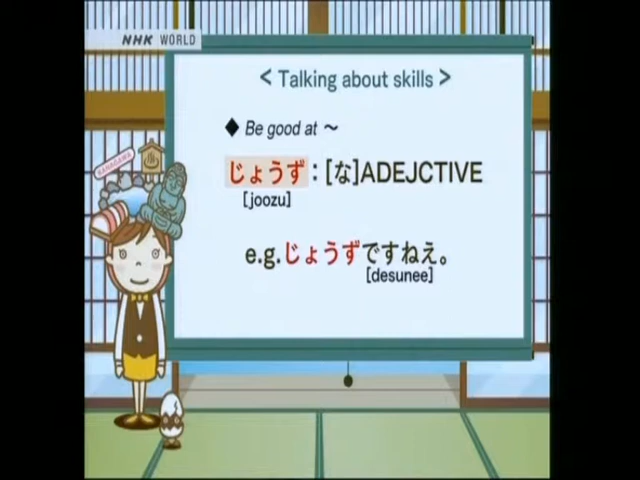 NHK WORLD
< Talking about skills >
◆ Be good at ～
じょうず：[な]ADEJCTIVE
[joozu]
KANAGAWA
e.g.じょうずですねえ。
[desunee]